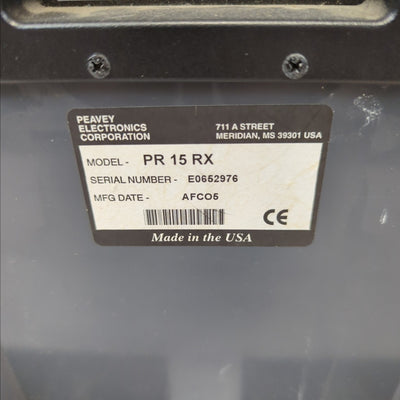 PEAVEY
ELECTRONICS
CORPORATION
711 A STREET
MERIDIAN, MS 39301 USA
MODEL - PR 15 RX
SERIAL NUMBER - E0652976
MFG DATE - AFCO5
CE
Made in the USA